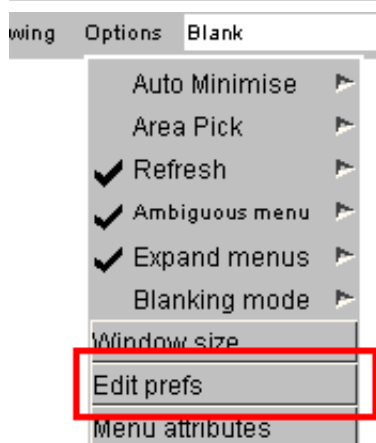 wing Options Blank
Auto Minimise
Area Pick
Refresh
Ambiguous menu
Expand menus
Blanking mode
Window size
Edit prefs
Menu attributes